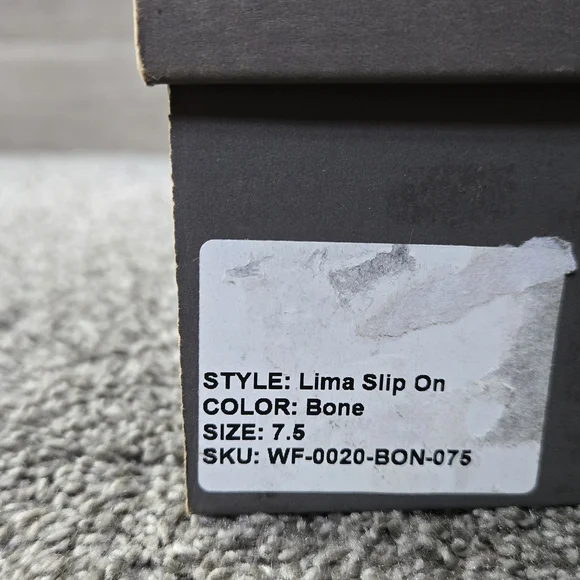 STYLE: Lima Slip On
COLOR: Bone
SIZE: 7.5
SKU: WF-0020-BON-075